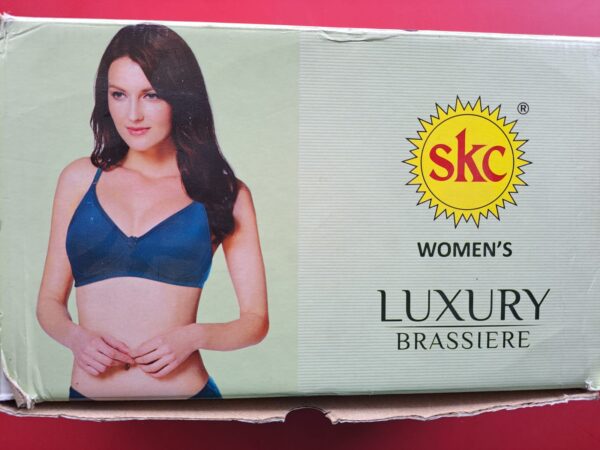 skc
®
WOMEN'S
LUXURY
BRASSIERE